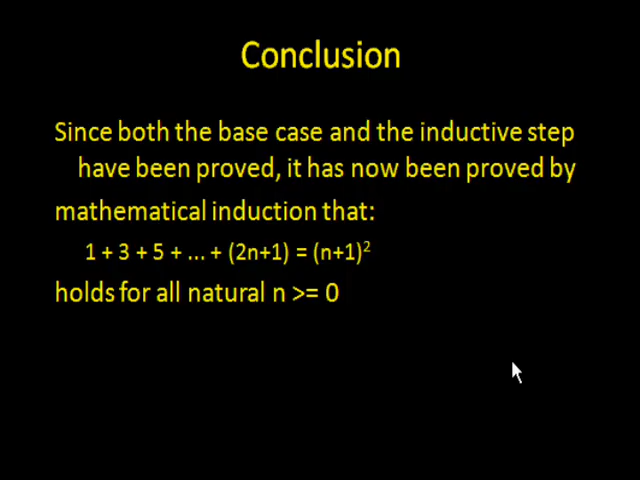 Conclusion
Since both the base case and the inductive step
have been proved, it has now been proved by
mathematical induction that:
1 + 3 + 5 + ... + (2n+1) = (n+1)²
holds for all natural n >= 0